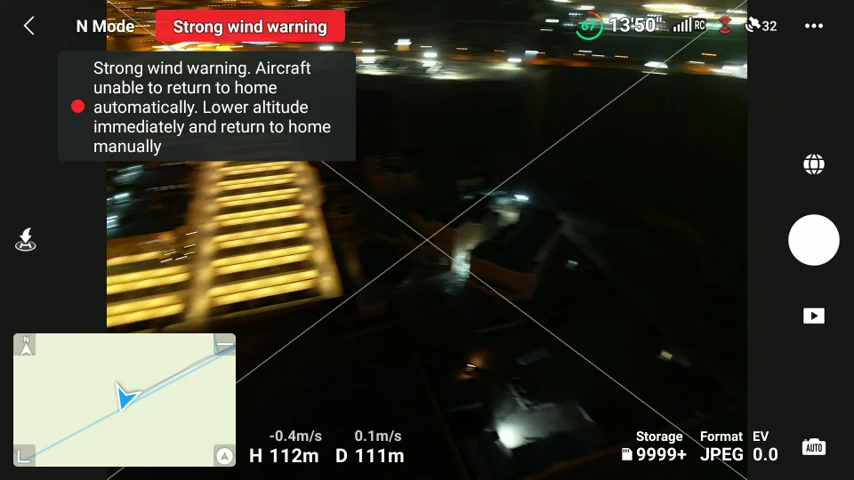 N Mode
Strong wind warning
67
13'50"
RC
32
Strong wind warning. Aircraft
unable to return to home
automatically. Lower altitude
immediately and return to home
manually
N
-0.4m/s
0.1m/s
H 112m
D 111m
Storage
Format
EV
9999+
JPEG
0.0
AUTO